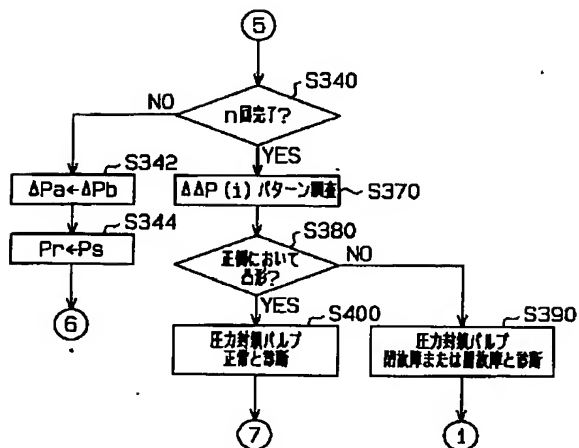 5
S340
n回完了?
NO
YES
S342
ΔPa←ΔPb
ΔΔP(i)パターン調査
S370
S344
Pr←Ps
S380
正側において
凸形?
NO
YES
6
S400
圧力封鎖バルブ
正常と診断
S390
圧力封鎖バルブ
閉故障または開故障と診断
7
1